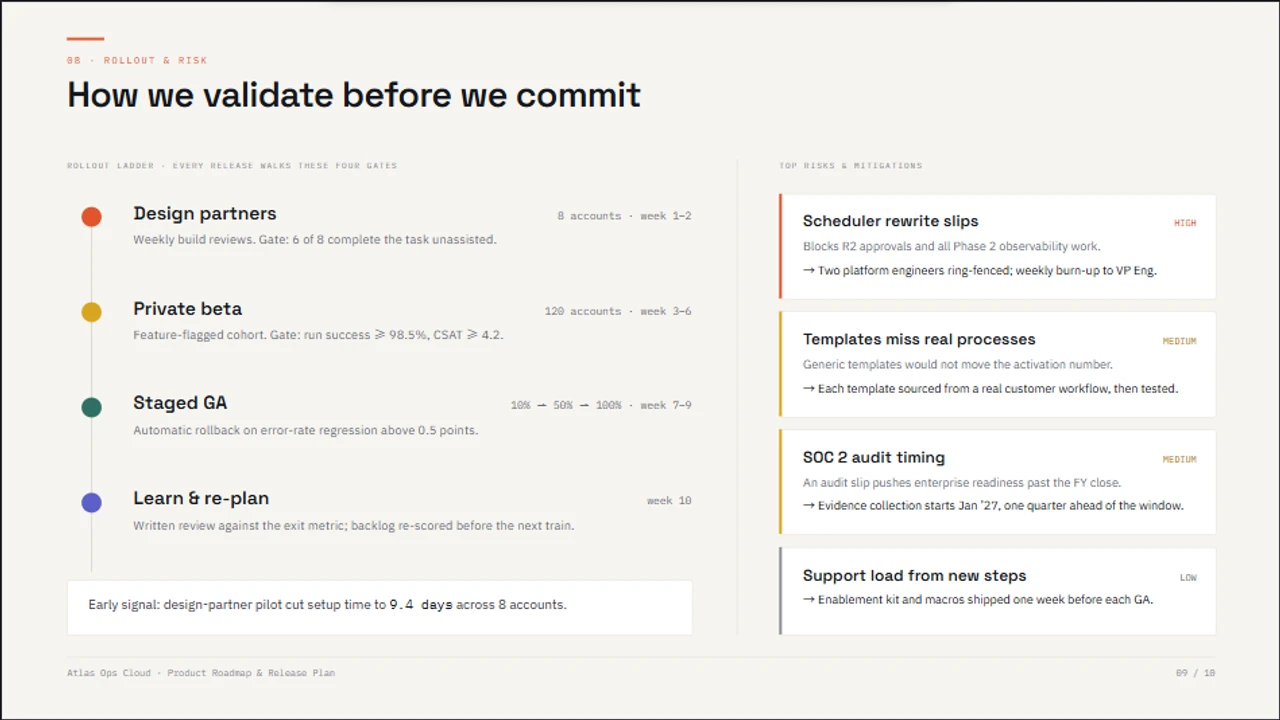 08 · ROLLOUT & RISK
How we validate before we commit
ROLLOUT LADDER · EVERY RELEASE WALKS THESE FOUR GATES
Design partners
8 accounts · week 1–2
Weekly build reviews. Gate: 6 of 8 complete the task unassisted.
Private beta
120 accounts · week 3–6
Feature-flagged cohort. Gate: run success ≥ 98.5%, CSAT ≥ 4.2.
Staged GA
10% → 50% → 100% · week 7–9
Automatic rollback on error-rate regression above 0.5 points.
Learn & re-plan
week 10
Written review against the exit metric; backlog re-scored before the next train.
Early signal: design-partner pilot cut setup time to 9.4 days across 8 accounts.
TOP RISKS & MITIGATIONS
Scheduler rewrite slips
HIGH
Blocks R2 approvals and all Phase 2 observability work.
→ Two platform engineers ring-fenced; weekly burn-up to VP Eng.
Templates miss real processes
MEDIUM
Generic templates would not move the activation number.
→ Each template sourced from a real customer workflow, then tested.
SOC 2 audit timing
MEDIUM
An audit slip pushes enterprise readiness past the FY close.
→ Evidence collection starts Jan ’27, one quarter ahead of the window.
Support load from new steps
LOW
→ Enablement kit and macros shipped one week before each GA.
Atlas Ops Cloud · Product Roadmap & Release Plan
09 / 10